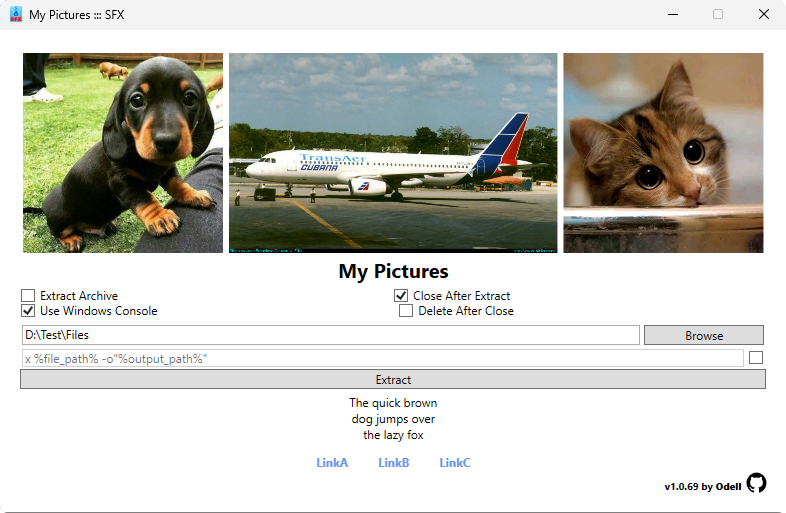 My Pictures ::: SFX
TransAer
CUBANA
My Pictures
Extract Archive
Close After Extract
Use Windows Console
Delete After Close
D:\Test\Files
Browse
x %file_path% -o"%output_path%"
Extract
The quick brown
dog jumps over
the lazy fox
LinkA LinkB LinkC
v1.0.69 by Odell